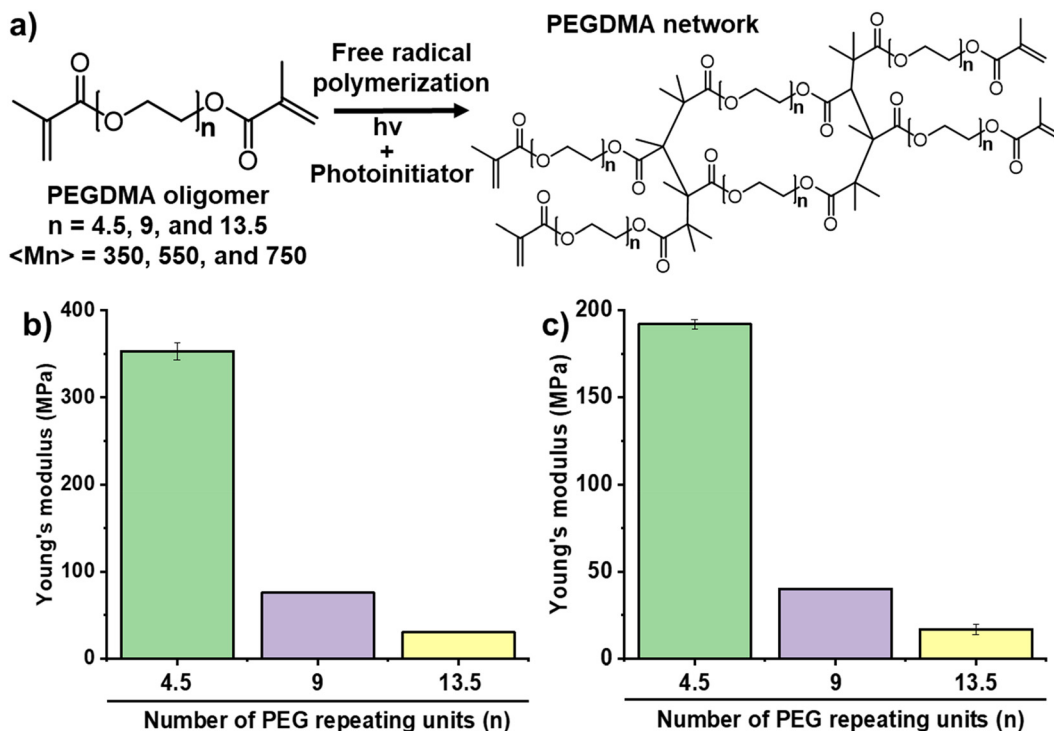 a)
PEGDMA network
Free radical
polymerization
hv
+
Photoinitiator
O
O
O
O
n
PEGDMA oligomer
n = 4.5, 9, and 13.5
<Mn> = 350, 550, and 750
O
O
O
O
n
O
O
O
O
n
O
O
O
O
n
O
O
O
O
n
O
O
O
O
n
O
O
O
O
n
b)
Young's modulus (MPa)
400
300
200
100
0
4.5
9
13.5
Number of PEG repeating units (n)
c)
Young's modulus (MPa)
200
150
100
50
0
4.5
9
13.5
Number of PEG repeating units (n)